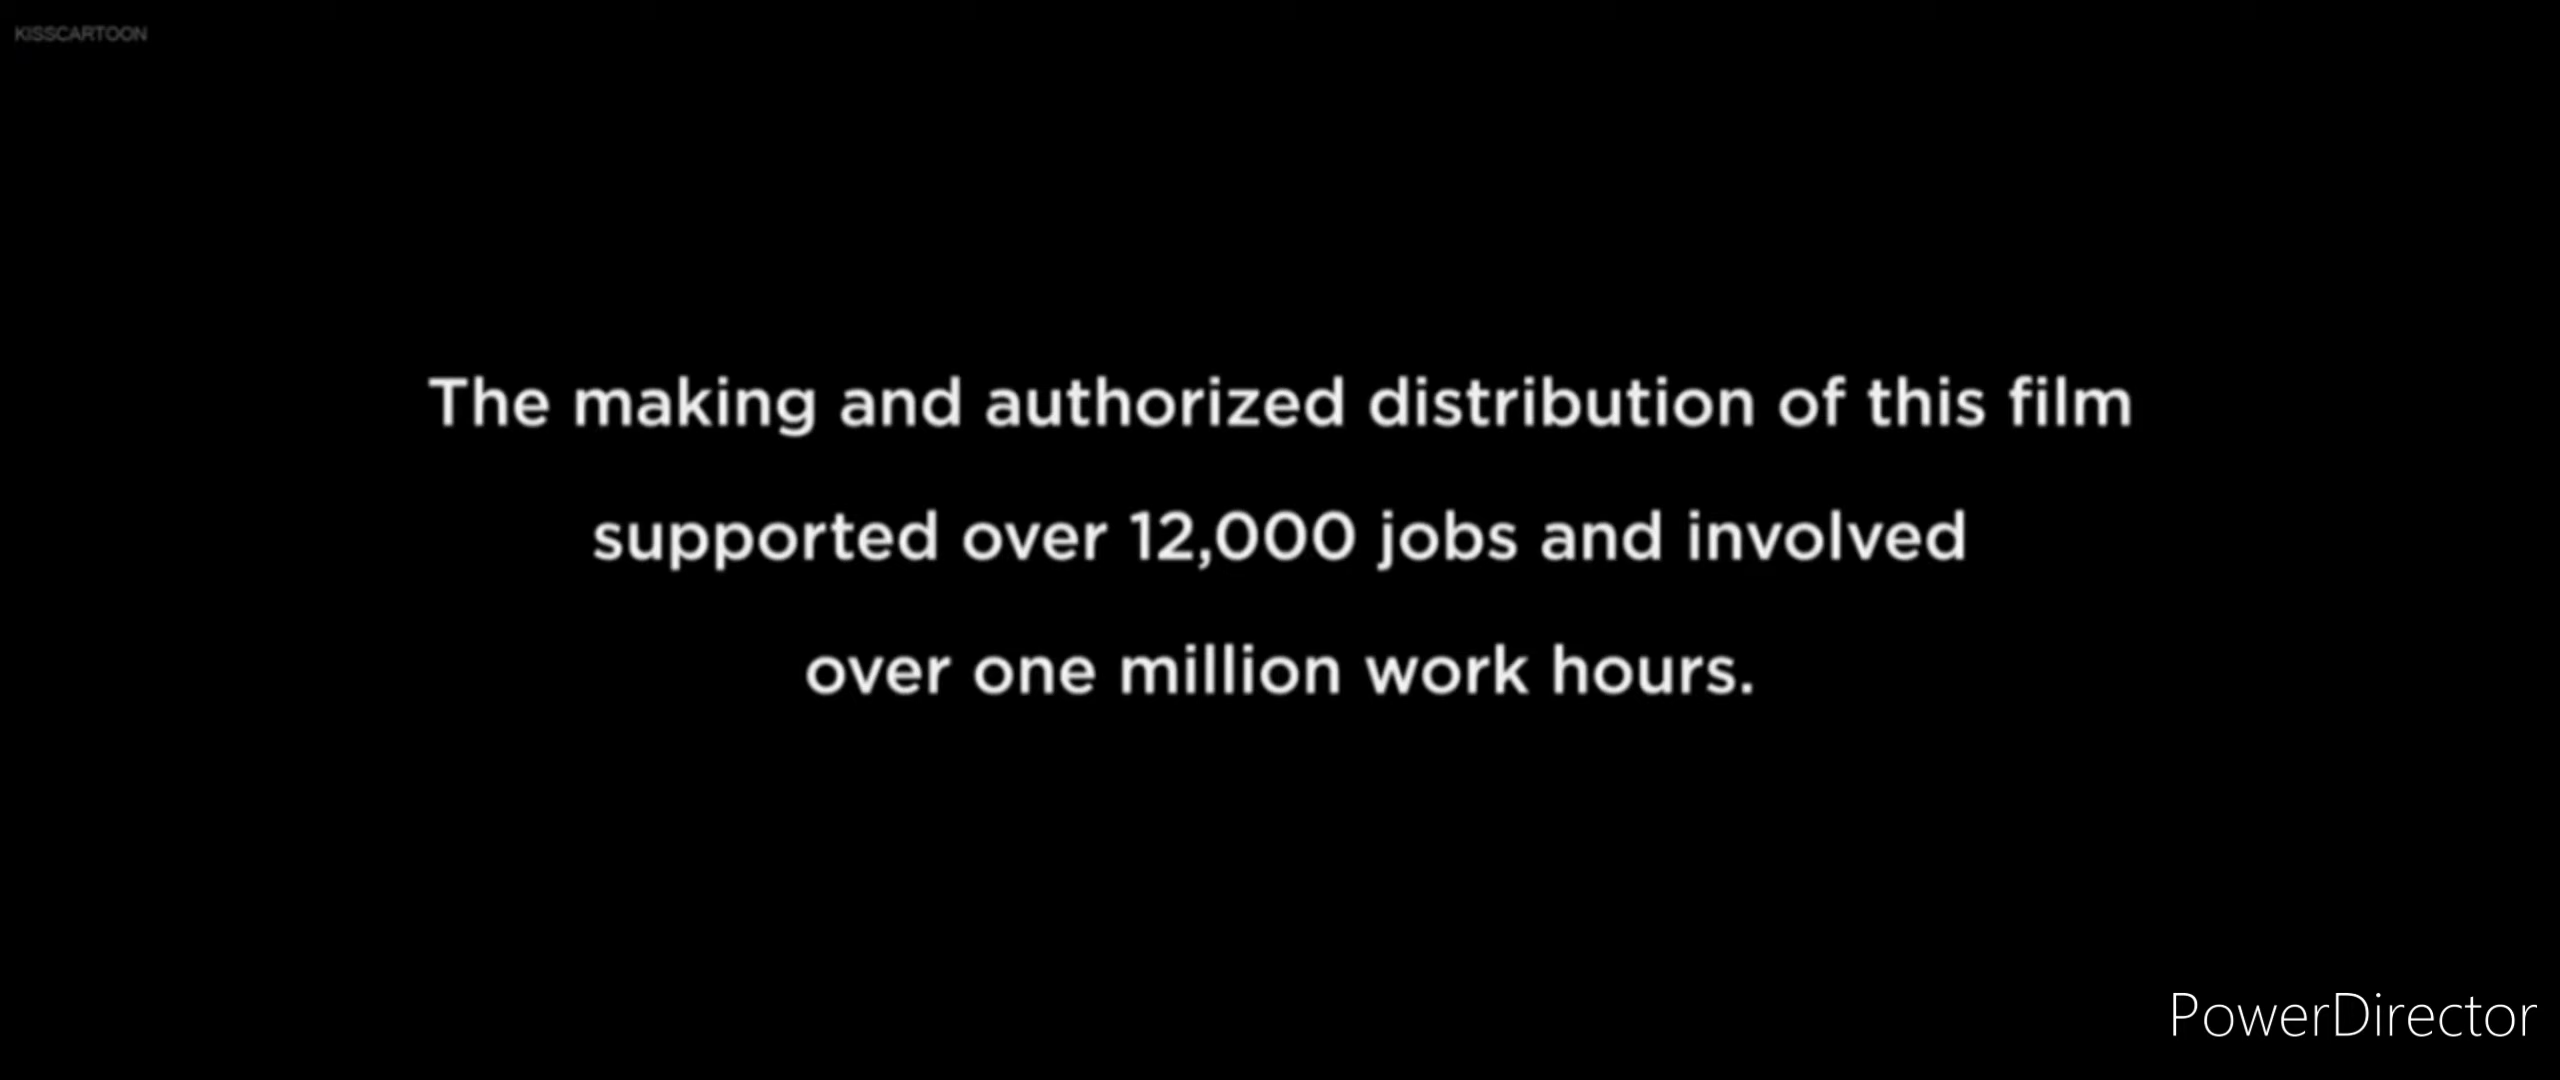 KISSCARTOON
The making and authorized distribution of this film
supported over 12,000 jobs and involved
over one million work hours.
PowerDirector